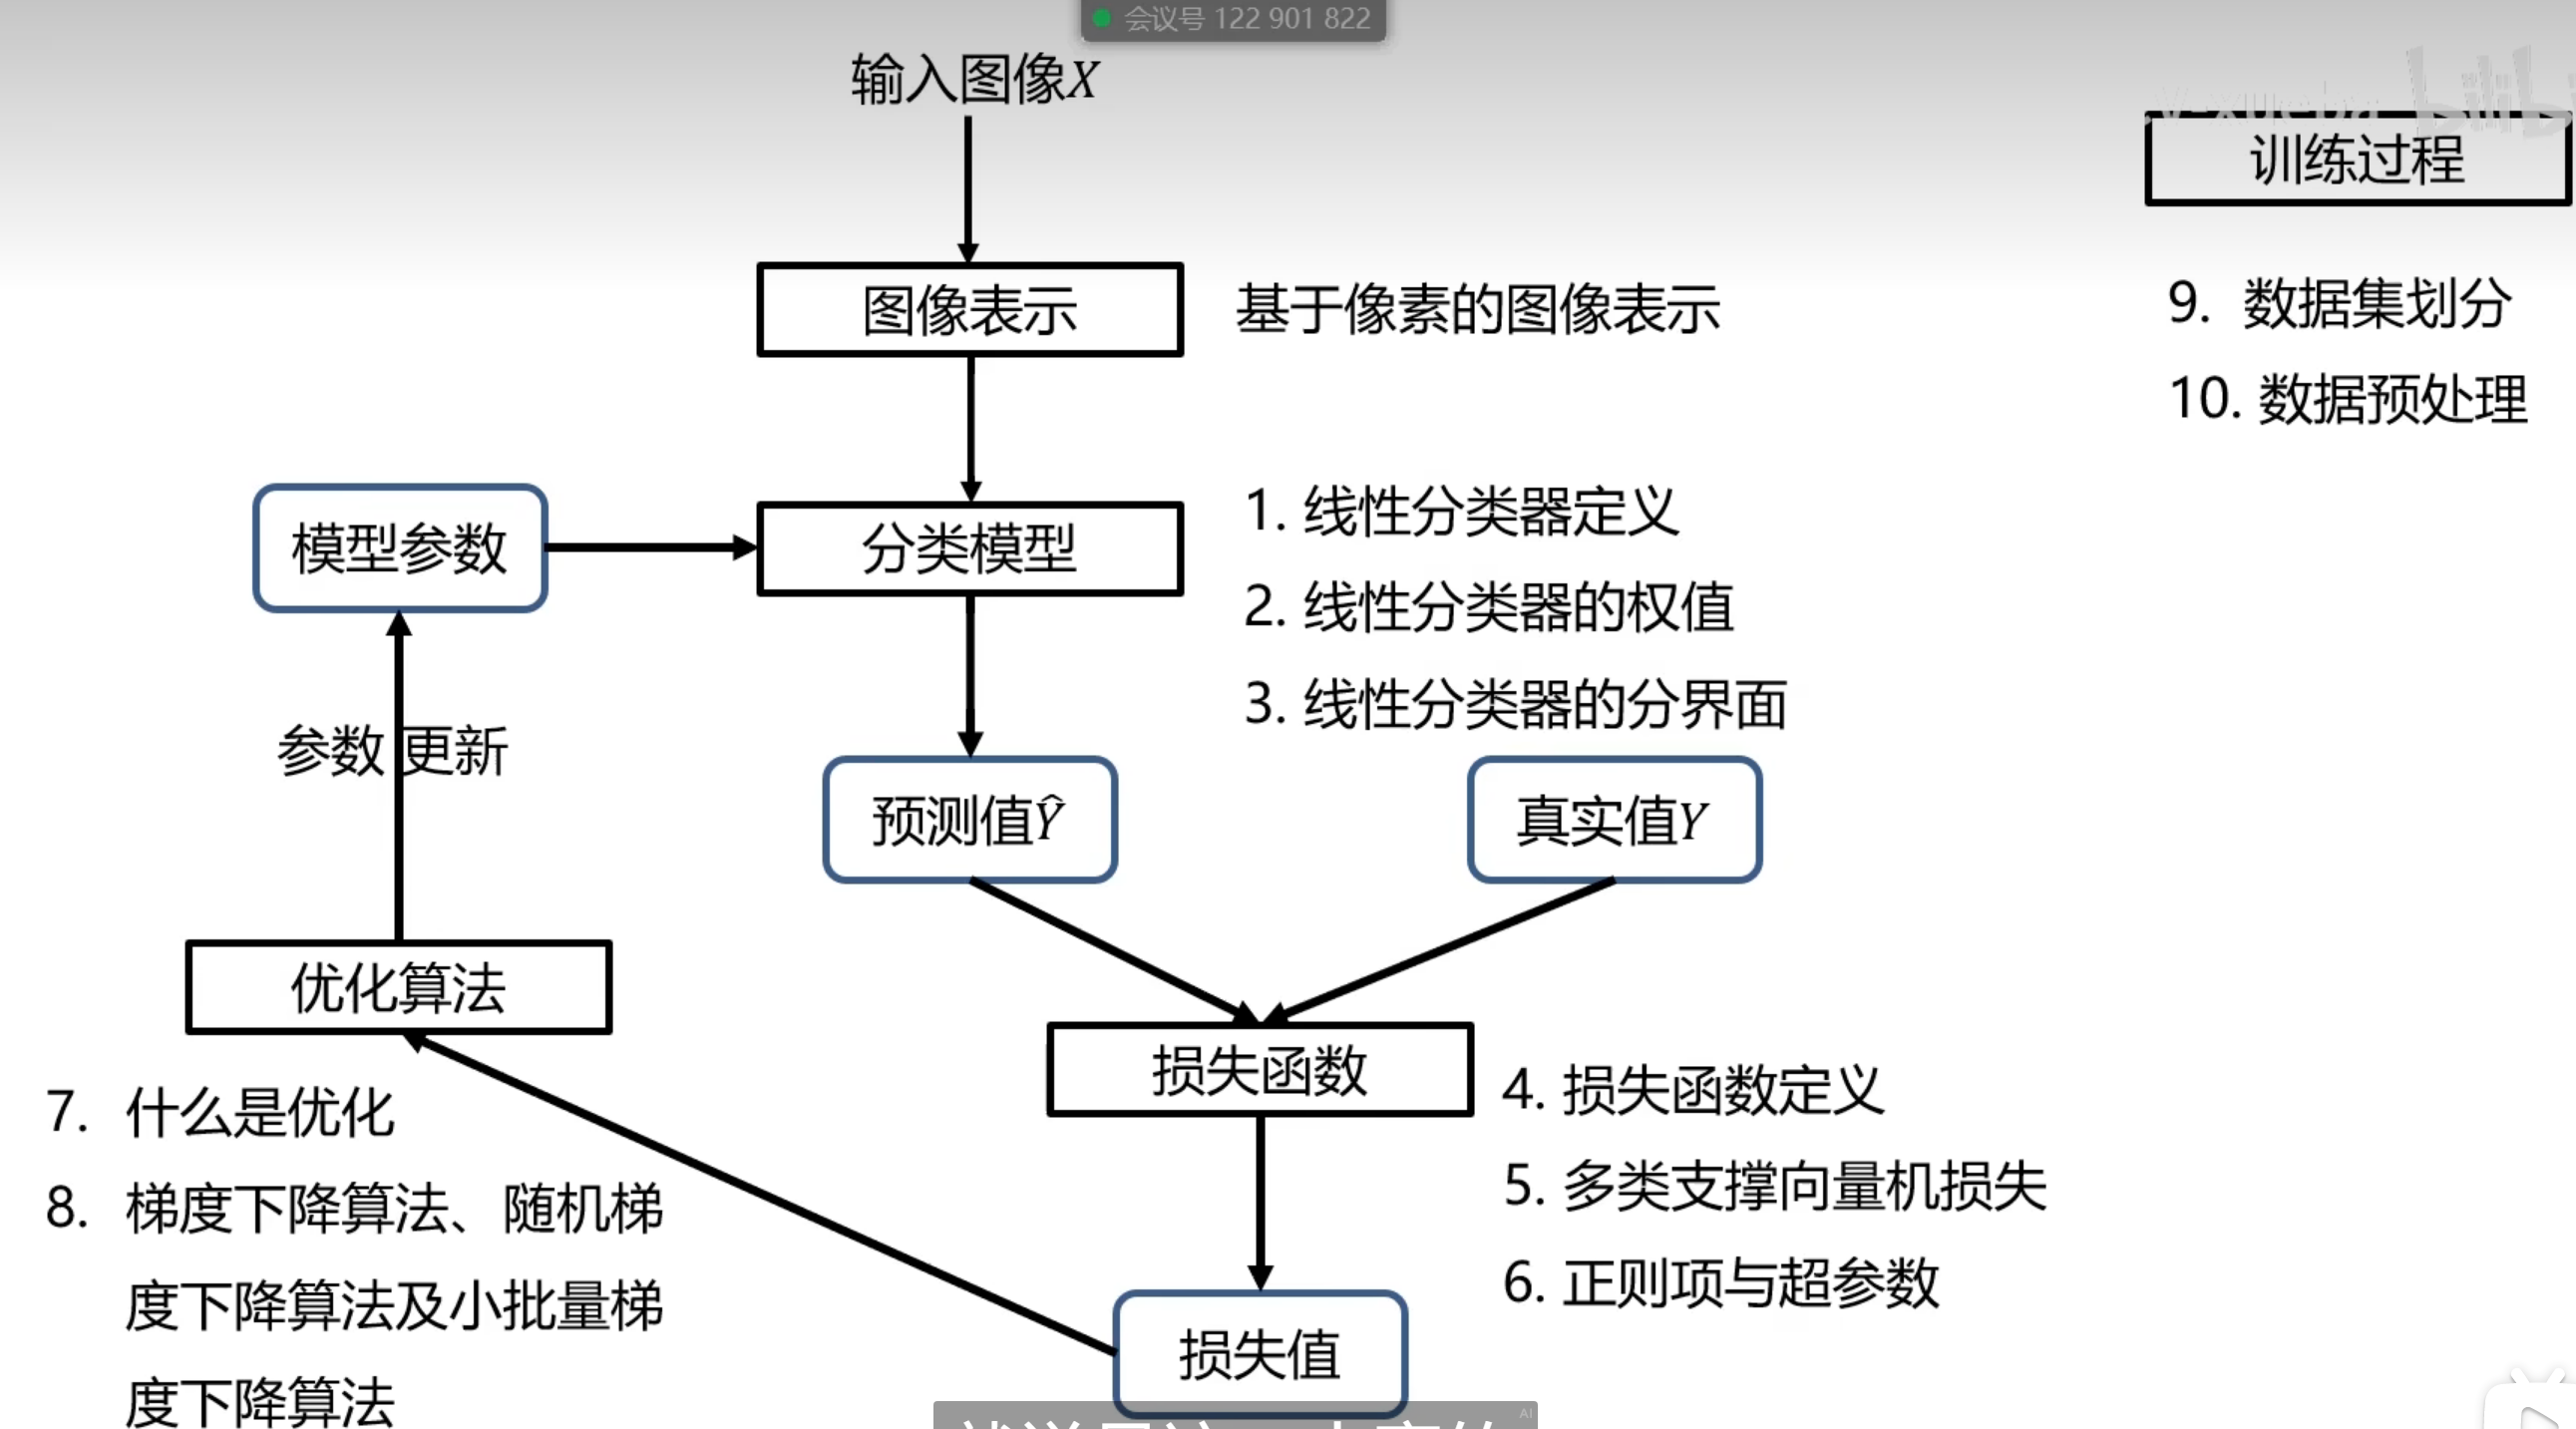 会议号 122 901 822
输入图像X
训练过程
图像表示
基于像素的图像表示
9. 数据集划分
10. 数据预处理
模型参数
分类模型
1. 线性分类器定义
2. 线性分类器的权值
3. 线性分类器的分界面
参数更新
预测值Ŷ
真实值Y
优化算法
损失函数
4. 损失函数定义
5. 多类支撑向量机损失
6. 正则项与超参数
7. 什么是优化
8. 梯度下降算法、随机梯
度下降算法及小批量梯
度下降算法
损失值
AI